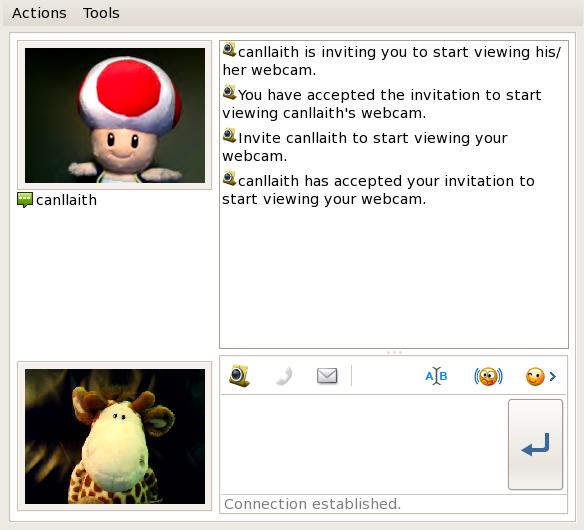 Actions Tools
canllaith is inviting you to start viewing his/
her webcam.
You have accepted the invitation to start
viewing canllaith's webcam.
Invite canllaith to start viewing your
webcam.
canllaith has accepted your invitation to
start viewing your webcam.
canllaith
A B
Connection established.